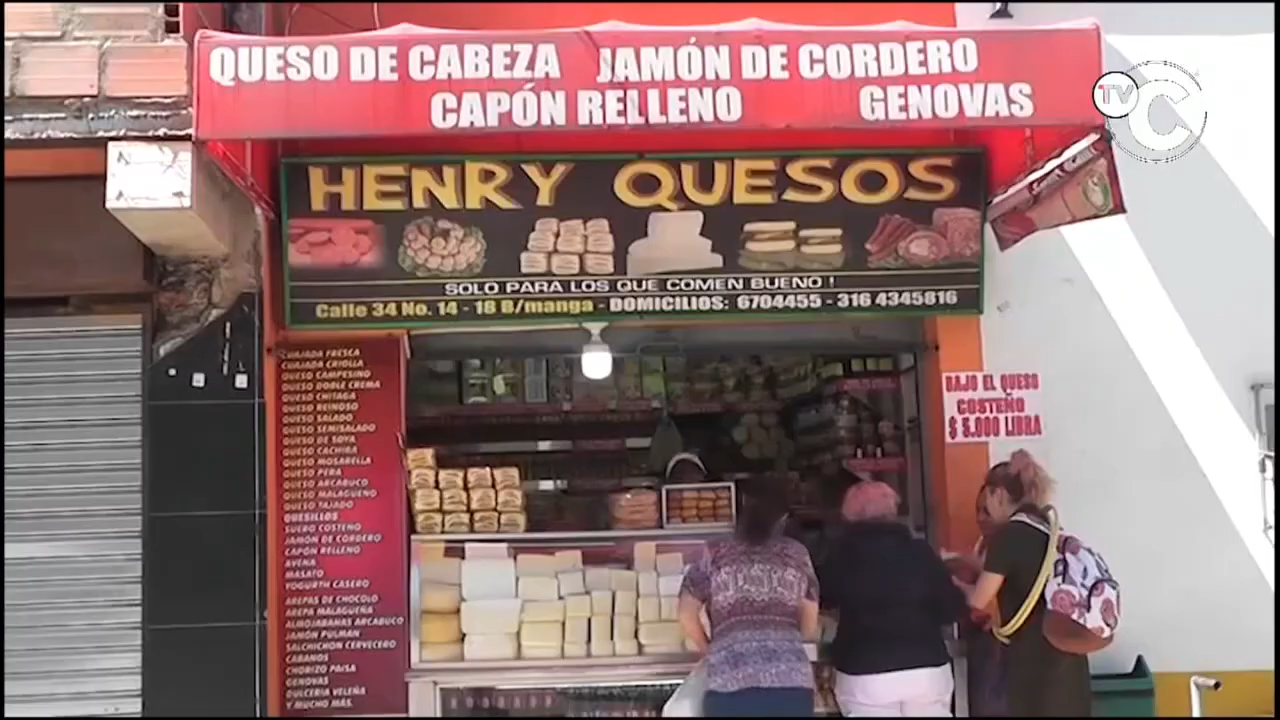 QUESO DE CABEZA JAMÓN DE CORDERO
CAPÓN RELLENO GENOVAS
TV C
HENRY QUESOS
SOLO PARA LOS QUE COMEN BUENO !
Calle 34 No. 14 - 18 B/manga - DOMICILIOS: 6704455 - 316 4345816
CUAJADA FRESCA
CUAJADA CRIOLLA
QUESO CAMPESINO
QUESO DOBLE CREMA
QUESO CHITAGA
QUESO REINOSO
QUESO SALADO
QUESO SEMISALADO
QUESO DE SOYA
QUESO CACHIRA
QUESO MOSARELLA
QUESO PERA
QUESO ARCABUCO
QUESO MALAGUEÑO
QUESO TAJADO
QUESILLOS
SUERO COSTEÑO
JAMÓN DE CORDERO
CAPÓN RELLENO
AVENA
MASATO
YOGURTH CASERO
AREPAS DE CHOCOLO
AREPA MALAGUEÑA
ALMOJABANAS ARCABUCO
JAMÓN PULMAN
SALCHICHON CERVECERO
CABANOS
CHORIZO PAISA
GENOVAS
DULCERIA VELEÑA
Y MUCHO MÁS.
BAJO EL QUESO
COSTEÑO
$ 5.000 LIBRA